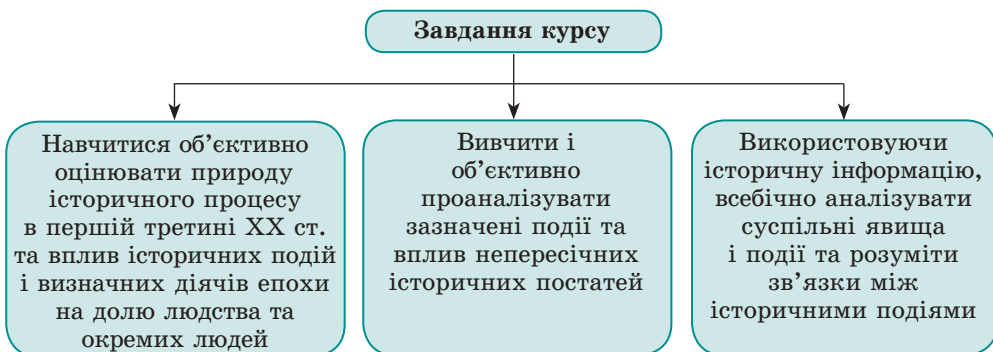 Завдання курсу
Навчитися об’єктивно
оцінювати природу
історичного процесу
в першій третині ХХ ст.
та вплив історичних подій
і визначних діячів епохи
на долю людства та
окремих людей
Вивчити і
об’єктивно
проаналізувати
зазначені події та
вплив непересічних
історичних постатей
Використовуючи
історичну інформацію,
всебічно аналізувати
суспільні явища
і події та розуміти
зв’язки між
історичними подіями